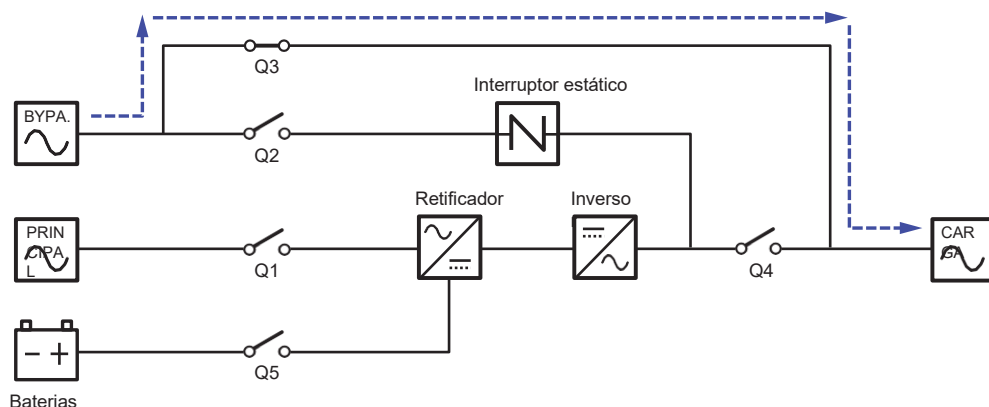 Q3
Interruptor estático
BYPA.
Q2
Retificador
Inverso
PRIN
CIPA
L
CAR
GA
Q1
Q4
- +
Q5
Baterias